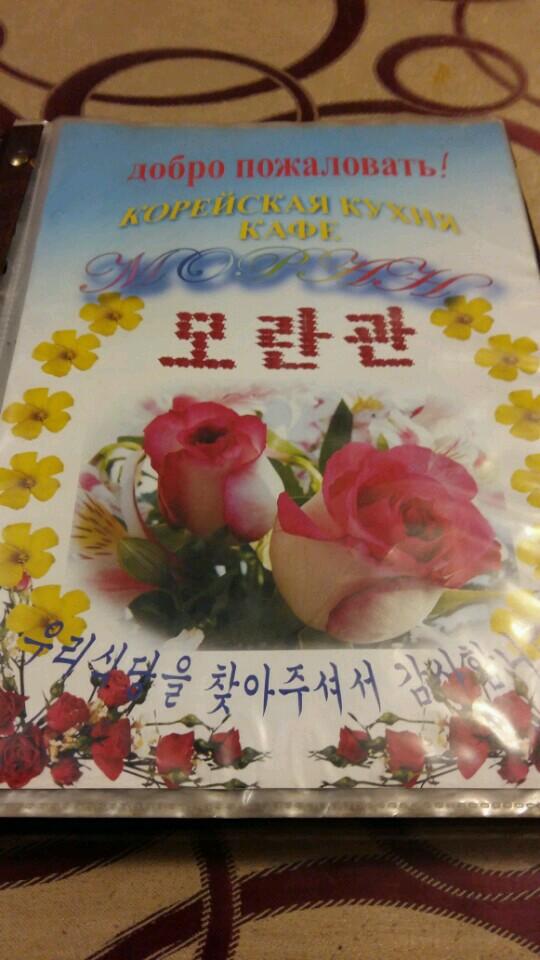 добро пожаловать!
КОРЕЙСКАЯ КУХНЯ
КАФЕ
МОРАН
모란관
우리식당을 찾아주셔서 감사합니